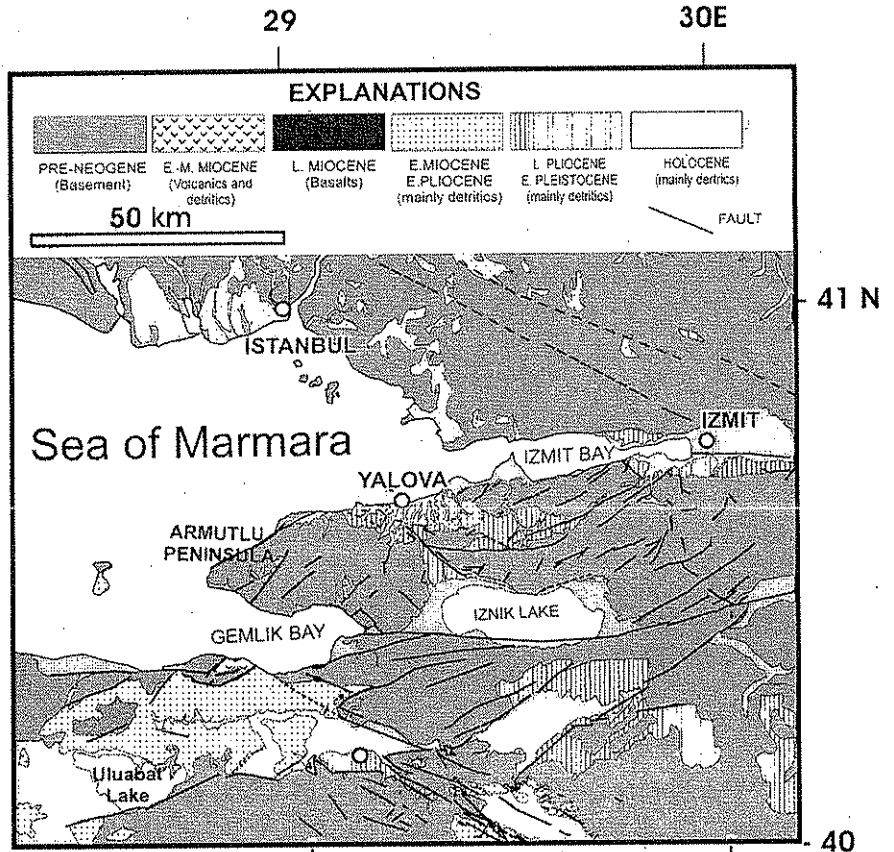 29 30E
EXPLANATIONS
PRE-NEOGENE
(Basement)
E.-M. MIOCENE
(Volcanics and
detritics)
L. MIOCENE
(Basalts)
E.MIOCENE
E.PLIOCENE
(mainly detritics)
L PLIOCENE
E. PLEISTOCENE
(mainly detritics)
HOLOCENE
(mainly detritics)
50 km
FAULT
41 N
ISTANBUL
IZMIT
Sea of Marmara
IZMIT BAY
YALOVA
ARMUTLU
PENINSULA
IZNIK LAKE
GEMLIK BAY
Uluabat
Lake
40